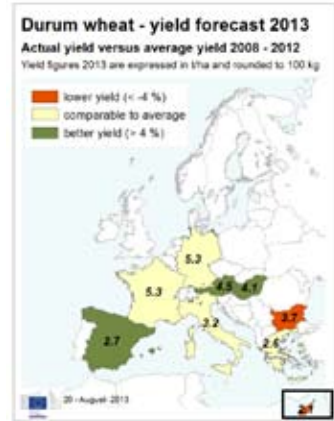 Durum wheat - yield forecast 2013
Actual yield versus average yield 2008 - 2012
Yield figures 2013 are expressed in t/ha and rounded to 100 kg
lower yield (< -4 %)
comparable to average
better yield (> 4 %)
5.3
5.3
4.5
4.1
3.2
3.7
2.6
2.7
20 - August- 2013